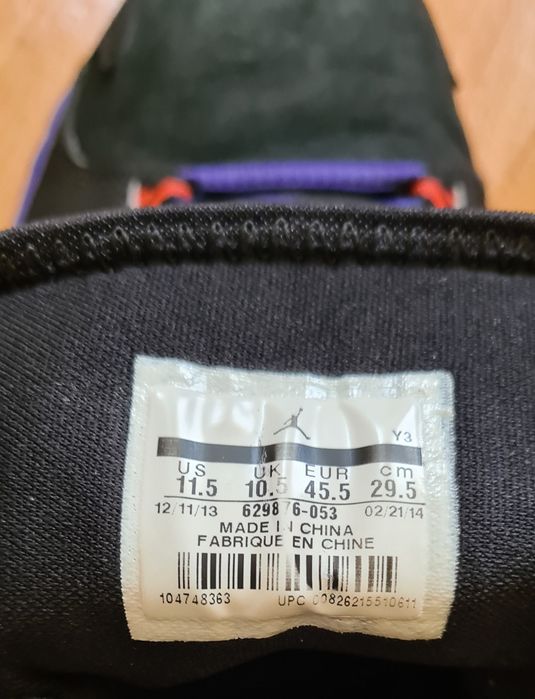 Y3
US UK EUR cm
11.5 10.5 45.5 29.5
12/11/13 629876-053 02/21/14
MADE IN CHINA
FABRIQUE EN CHINE
104748363 UPC 00826215510611